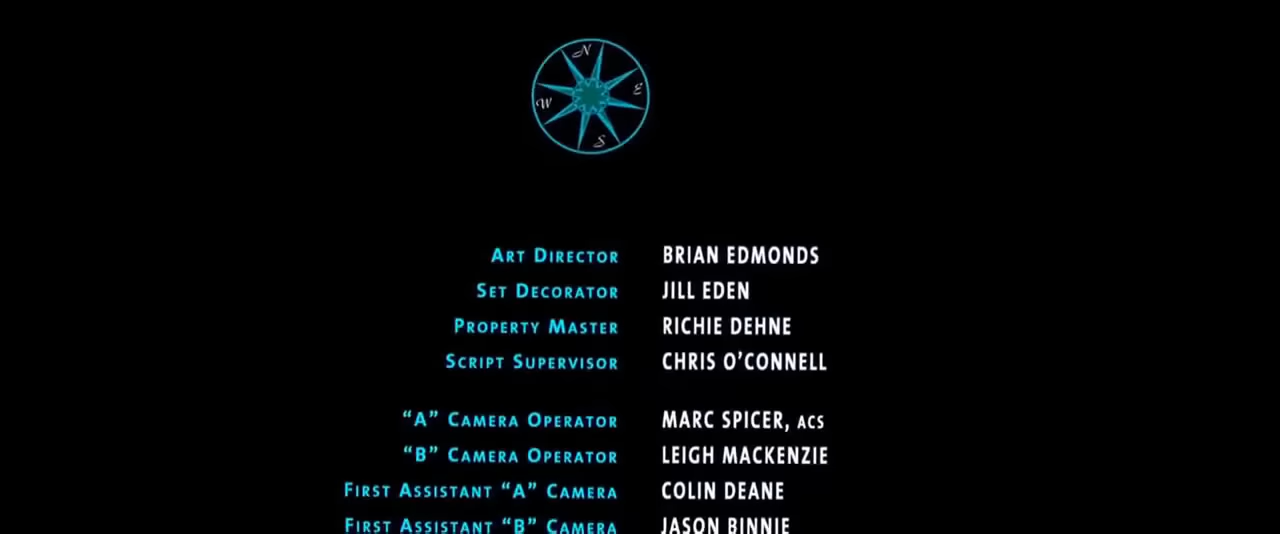 N
W E
S
ART DIRECTOR BRIAN EDMONDS
SET DECORATOR JILL EDEN
PROPERTY MASTER RICHIE DEHNE
SCRIPT SUPERVISOR CHRIS O’CONNELL
“A” CAMERA OPERATOR MARC SPICER, ACS
“B” CAMERA OPERATOR LEIGH MACKENZIE
FIRST ASSISTANT “A” CAMERA COLIN DEANE
FIRST ASSISTANT “B” CAMERA JASON BINNIE